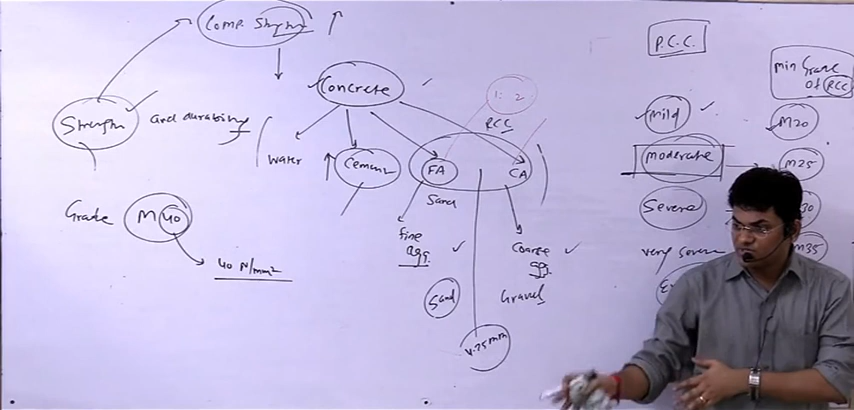 Comp. Strength
Concrete
Strength and durability
Water
Cement
FA
CA
1:2
RCC
Sand
fine
agg.
Sand
Coarse
agg.
Gravel
4.75mm
Grade M40
40 N/mm2
P.C.C.
min Grade
of RCC
Mild
M20
moderate
M25
Severe
30
very severe
M35